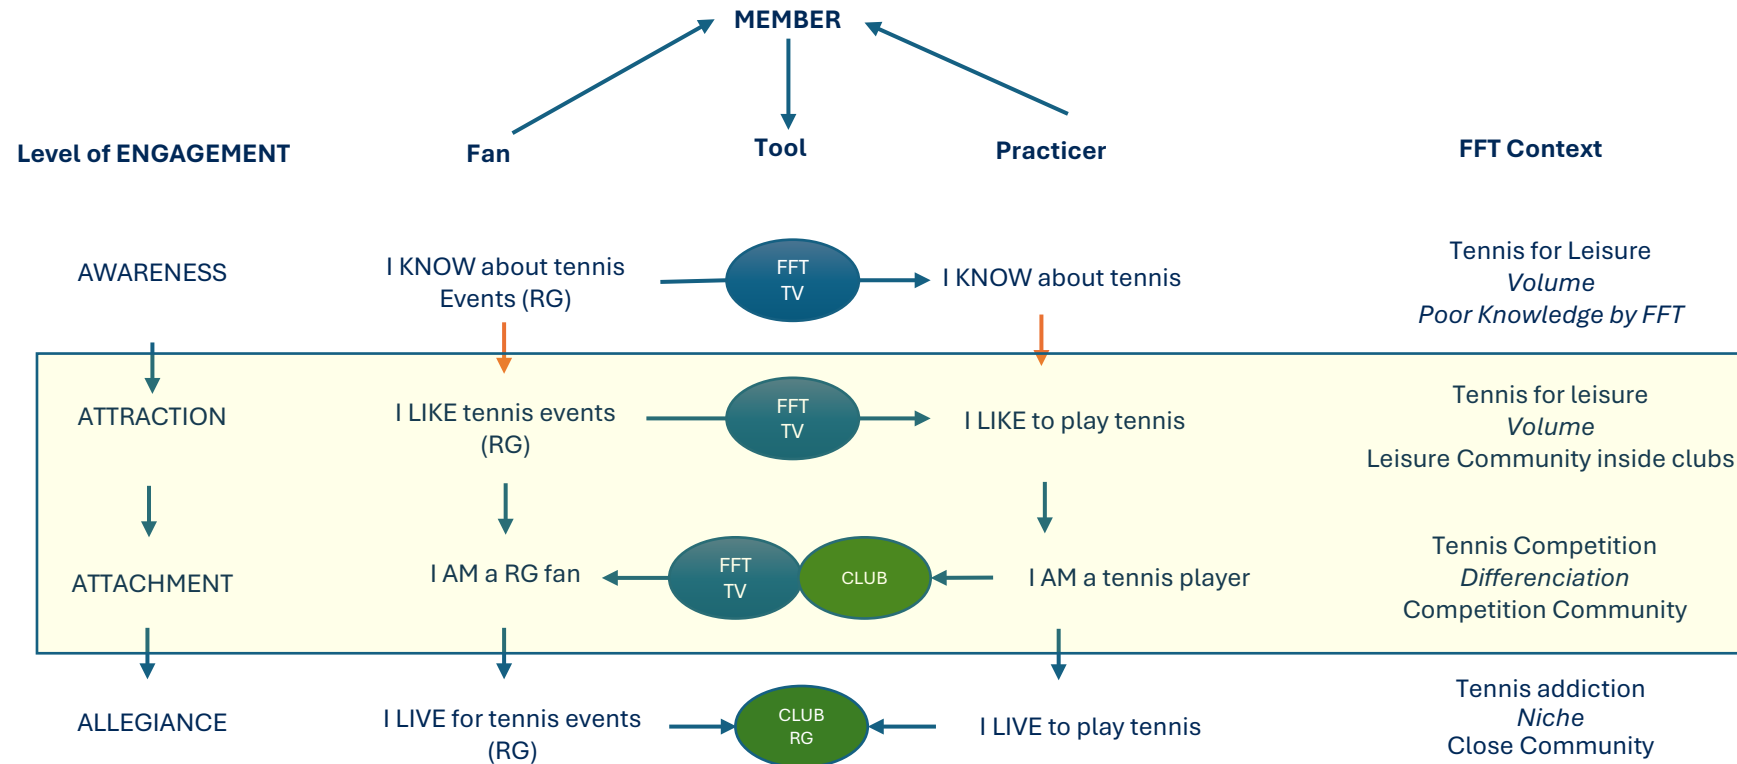 MEMBER
Level of ENGAGEMENT
Fan
Tool
Practicer
FFT Context
AWARENESS
I KNOW about tennis
Events (RG)
FFT
TV
I KNOW about tennis
Tennis for Leisure
Volume
Poor Knowledge by FFT
ATTRACTION
I LIKE tennis events
(RG)
FFT
TV
I LIKE to play tennis
Tennis for leisure
Volume
Leisure Community inside clubs
ATTACHMENT
I AM a RG fan
FFT
TV
CLUB
I AM a tennis player
Tennis Competition
Differenciation
Competition Community
ALLEGIANCE
I LIVE for tennis events
(RG)
CLUB
RG
I LIVE to play tennis
Tennis addiction
Niche
Close Community